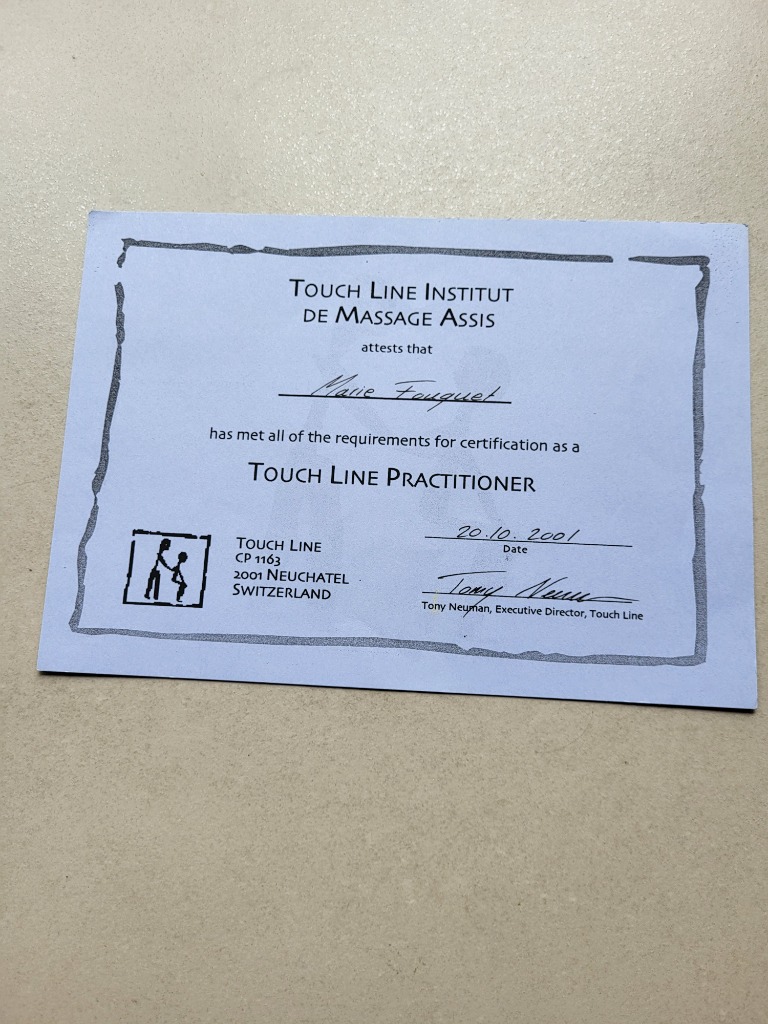 TOUCH LINE INSTITUT
DE MASSAGE ASSIS
attests that
Marie Fouquet
has met all of the requirements for certification as a
TOUCH LINE PRACTITIONER
TOUCH LINE
CP 1163
2001 NEUCHATEL
SWITZERLAND
20.10.2001
Date
Tony Neuman
Tony Neuman, Executive Director, Touch Line